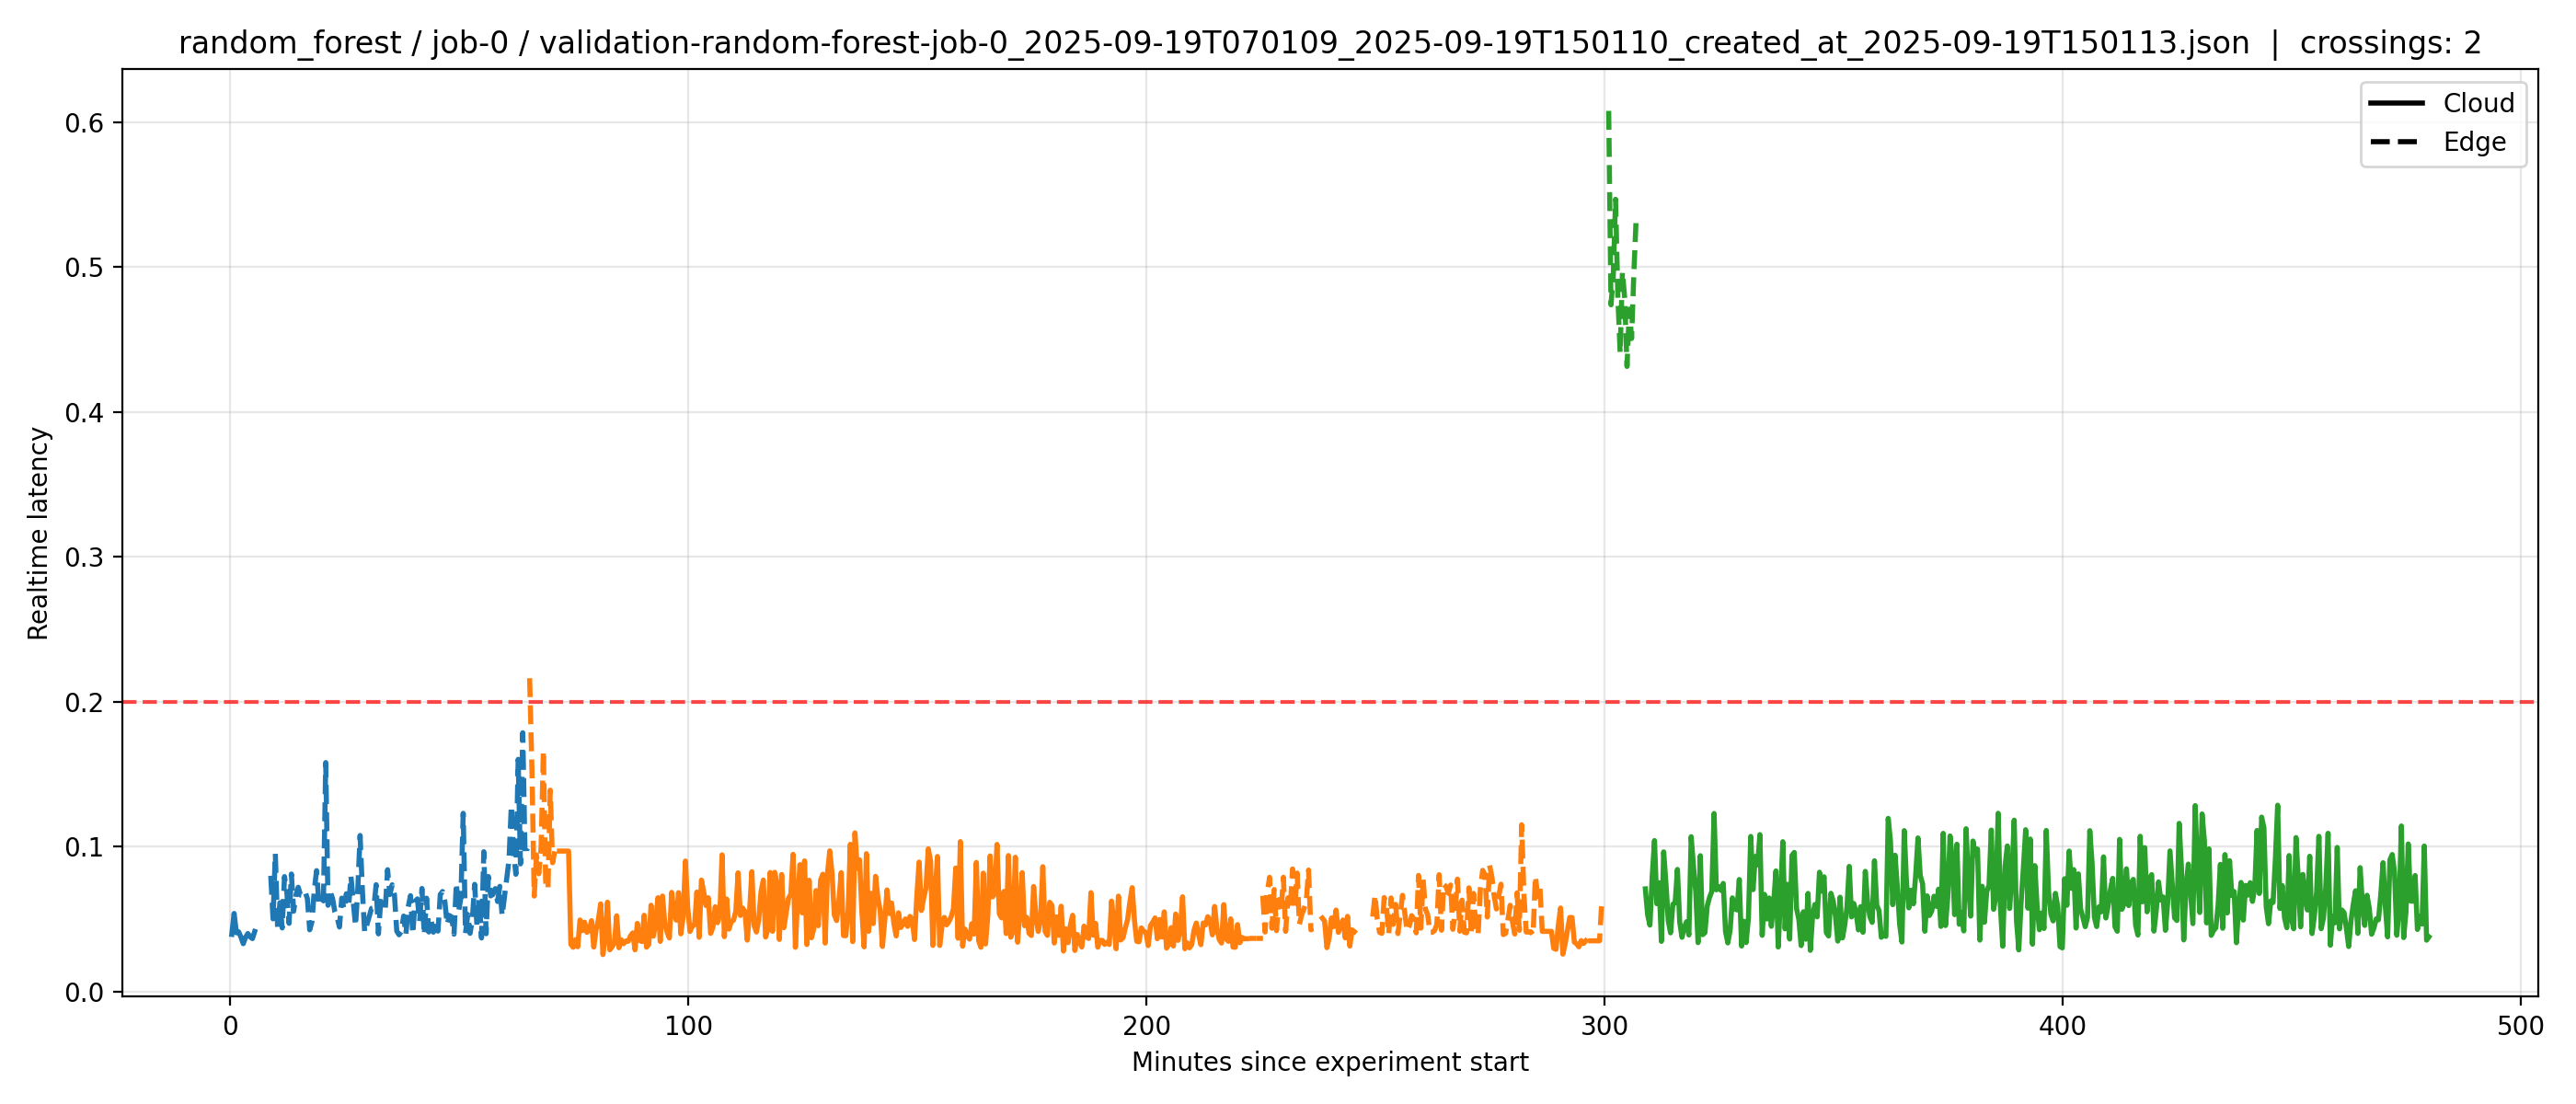 random_forest / job-0 / validation-random-forest-job-0_2025-09-19T070109_2025-09-19T150110_created_at_2025-09-19T150113.json | crossings: 2
Cloud
Edge
Realtime latency
0.6
0.5
0.4
0.3
0.2
0.1
0.0
0 100 200 300 400 500
Minutes since experiment start